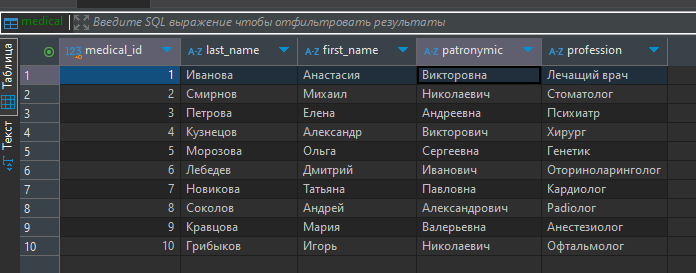 medical Введите SQL выражение чтобы отфильтровать результаты
Таблица
Текст
123 medical_id A-Z last_name A-Z first_name A-Z patronymic A-Z profession
1 1 Иванова Анастасия Викторовна Лечащий врач
2 2 Смирнов Михаил Николаевич Стоматолог
3 3 Петрова Елена Андреевна Психиатр
4 4 Кузнецов Александр Викторович Хирург
5 5 Морозова Ольга Сергеевна Генетик
6 6 Лебедев Дмитрий Иванович Оториноларинголог
7 7 Новикова Татьяна Павловна Кардиолог
8 8 Соколов Андрей Александрович Радiолог
9 9 Кравцова Мария Валерьевна Анестезиолог
10 10 Грибыков Игорь Николаевич Офтальмолог